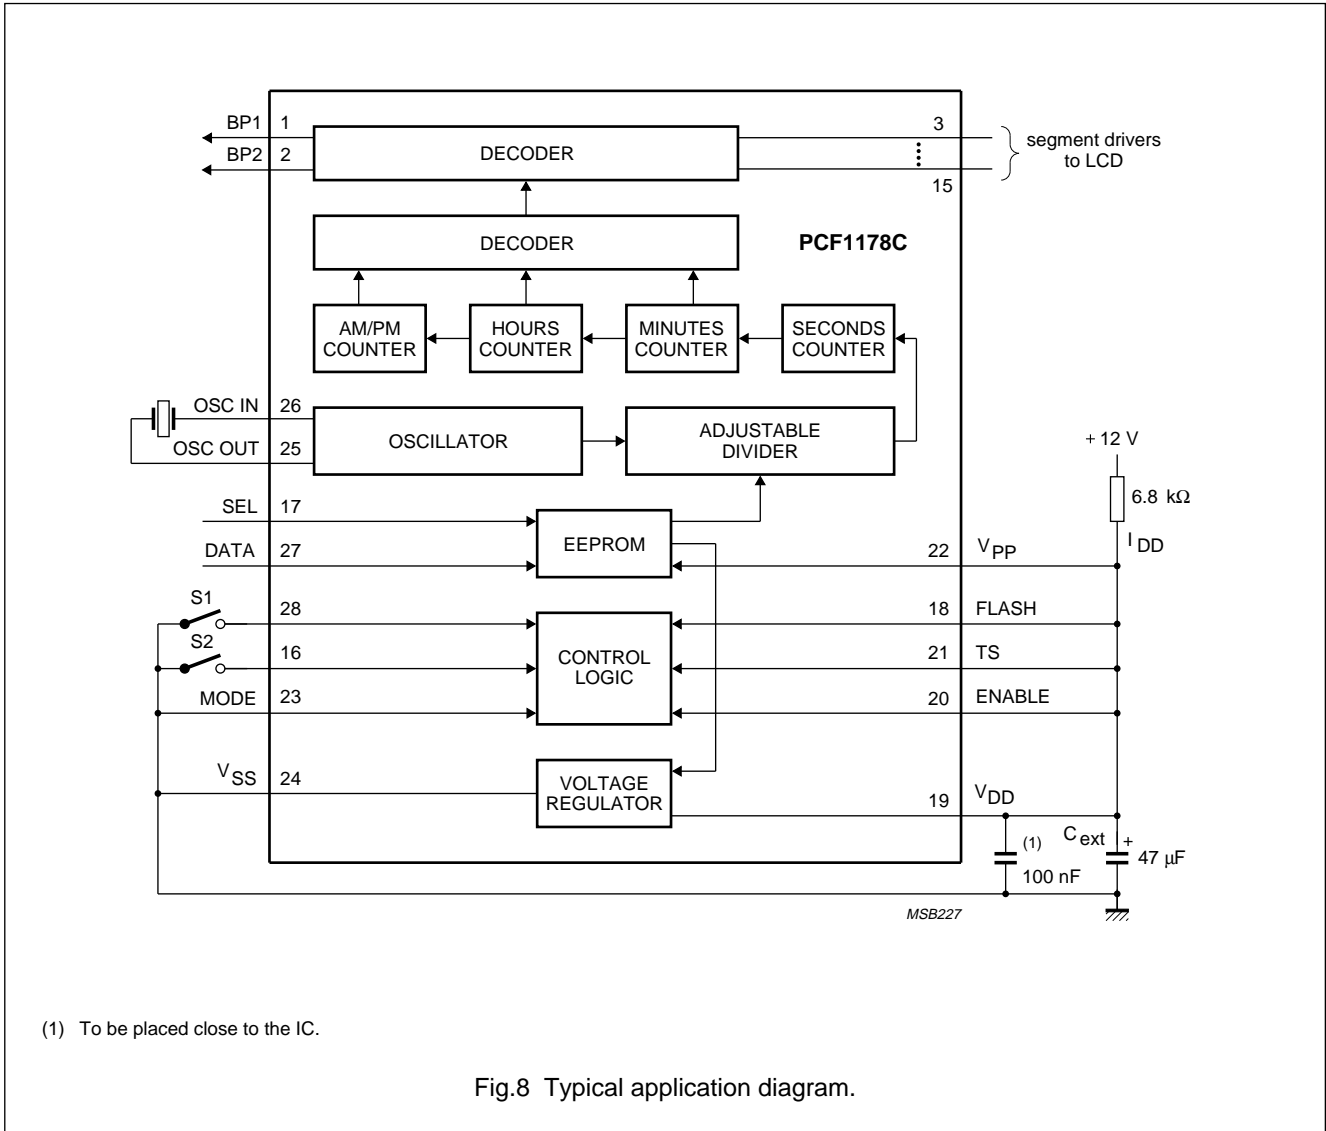 BP1 1
BP2 2
DECODER
3
15
segment drivers
to LCD
DECODER
PCF1178C
AM/PM
COUNTER
HOURS
COUNTER
MINUTES
COUNTER
SECONDS
COUNTER
OSC IN 26
OSC OUT 25
OSCILLATOR
ADJUSTABLE
DIVIDER
+ 12 V
6.8 kΩ
I DD
SEL 17
DATA 27
EEPROM
22 V PP
S1
28
S2
16
MODE 23
CONTROL
LOGIC
18 FLASH
21 TS
20 ENABLE
V SS 24
VOLTAGE
REGULATOR
19 V DD
(1)
100 nF
C ext +
47 μF
MSB227
(1) To be placed close to the IC.
Fig.8 Typical application diagram.